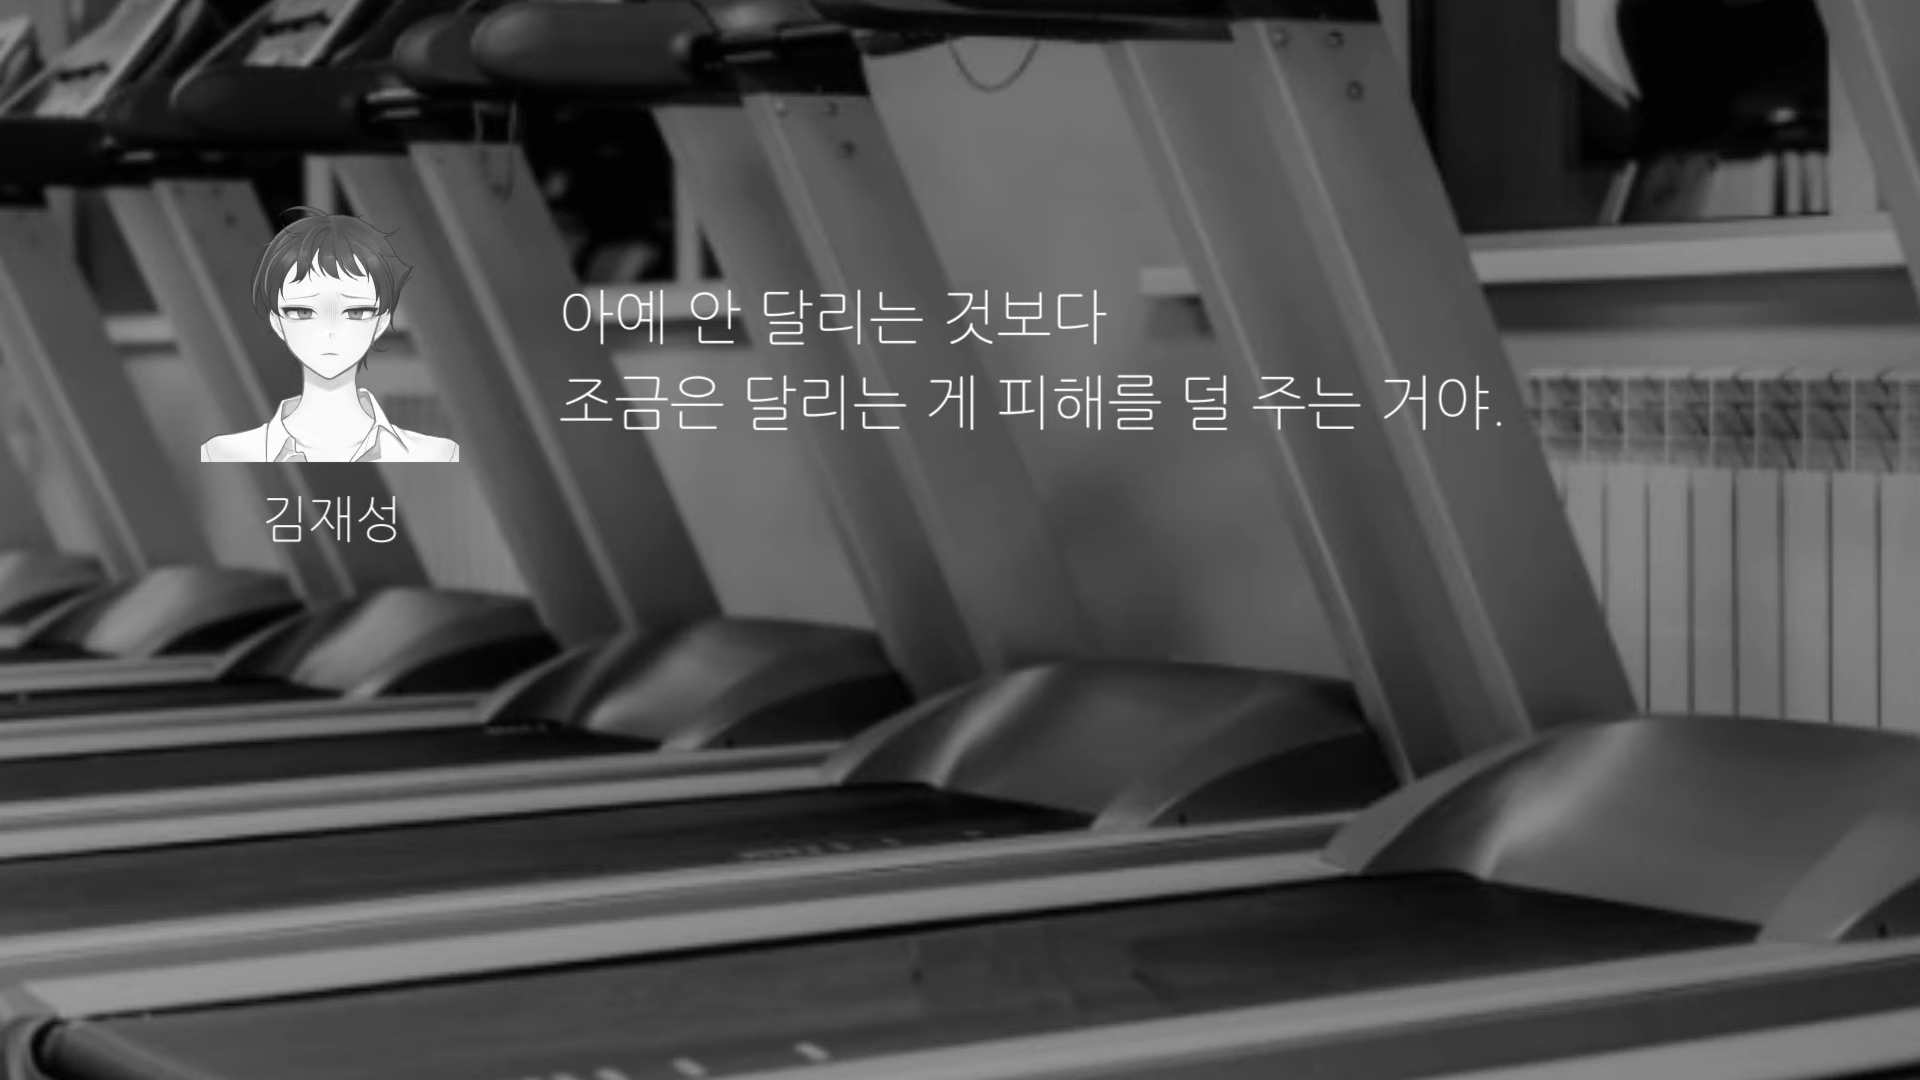 아예 안 달리는 것보다
조금은 달리는 게 피해를 덜 주는 거야.
김재성